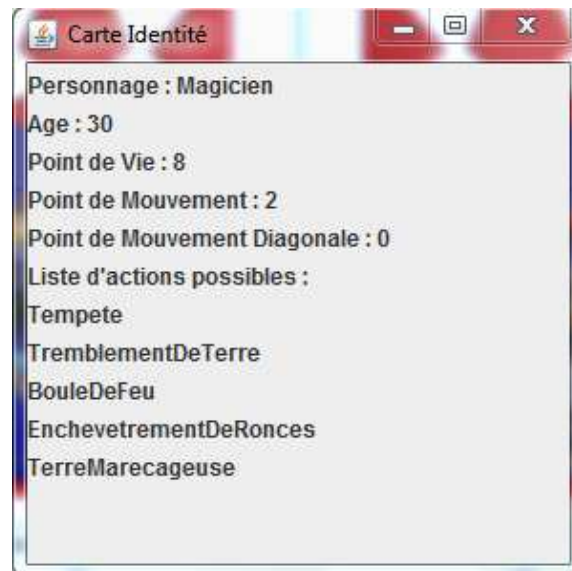 Carte Identité
Personnage : Magicien
Age : 30
Point de Vie : 8
Point de Mouvement : 2
Point de Mouvement Diagonale : 0
Liste d'actions possibles :
Tempete
TremblementDeTerre
BouleDeFeu
EnchevetrementDeRonces
TerreMarecageuse